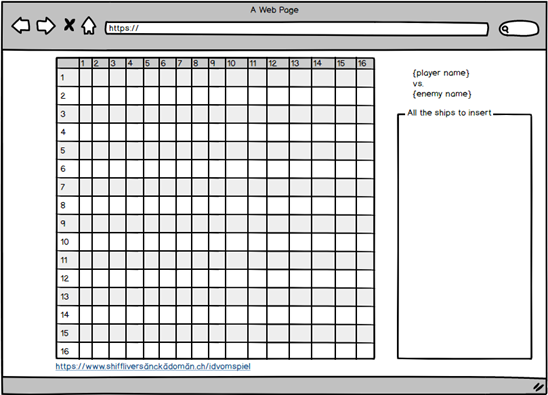 A Web Page
https://
1 2 3 4 5 6 7 8 9 10 11 12 13 14 15 16
1
2
3
4
5
6
7
8
9
10
11
12
13
14
15
16
{player name}
vs.
{enemy name}
All the ships to insert
https://www.shiffliversänckädomän.ch/idvomspiel